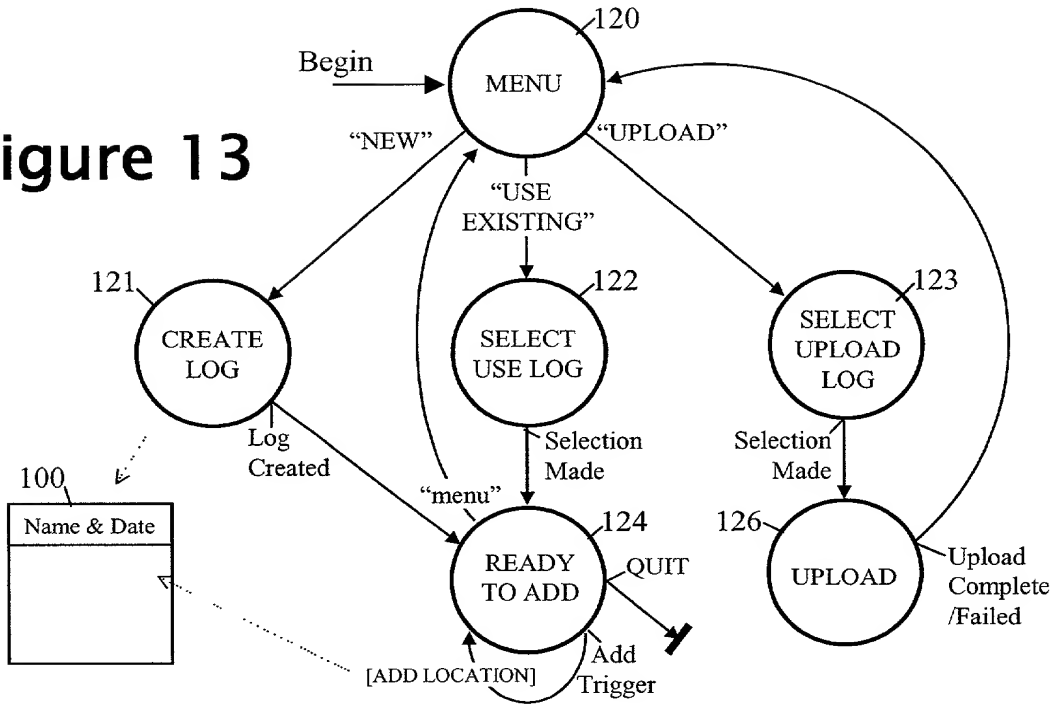 120
Begin
MENU
igure 13
“NEW”
“UPLOAD”
“USE
EXISTING”
121
122
123
CREATE
LOG
SELECT
USE LOG
SELECT
UPLOAD
LOG
Log
Created
Selection
Made
Selection
Made
100
Name & Date
“menu”
124
126
READY
TO ADD
QUIT
UPLOAD
Upload
Complete
/Failed
[ADD LOCATION]
Add
Trigger